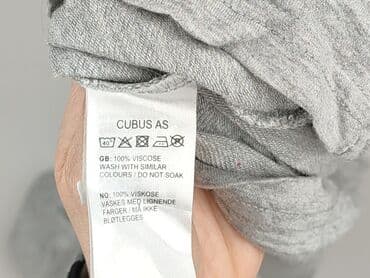 CUBUS AS
40°
GB: 100% VISCOSE
WASH WITH SIMILAR
COLOURS / DO NOT SOAK
NO: 100% VISKOSE
VASKES MED LIGNENDE
FARGER / MÅ IKKE
BLØTLEGGES